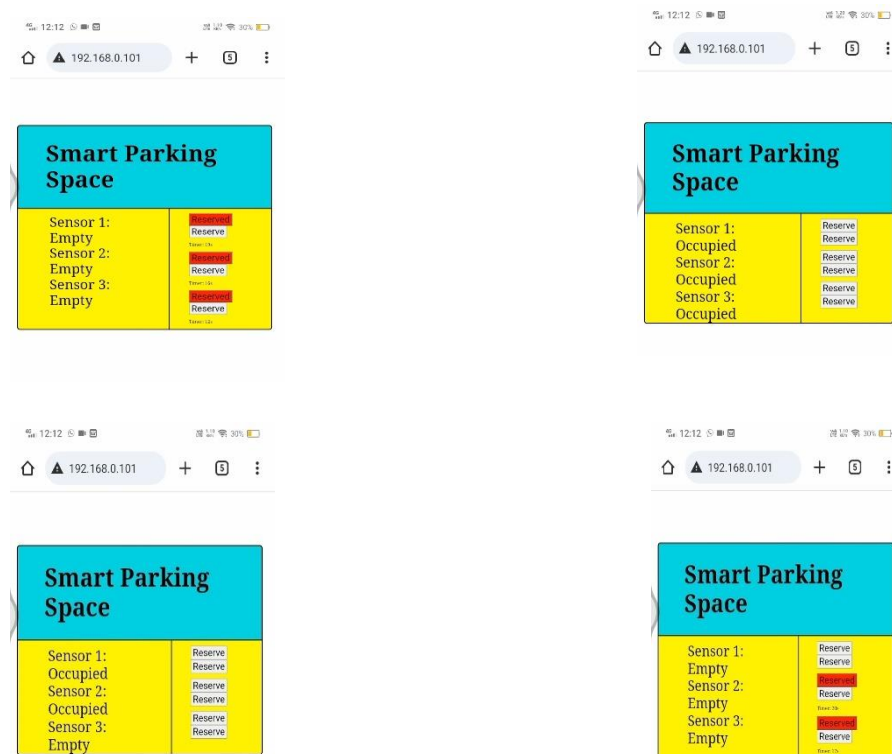 12:12
30%
192.168.0.101
5
Smart Parking
Space
Sensor 1:
Empty
Sensor 2:
Empty
Sensor 3:
Empty
Reserved
Reserve
Reserved
Reserve
Reserved
Reserve
12:12
30%
192.168.0.101
5
Smart Parking
Space
Sensor 1:
Occupied
Sensor 2:
Occupied
Sensor 3:
Occupied
Reserve
Reserve
Reserve
Reserve
Reserve
Reserve
12:12
30%
192.168.0.101
5
Smart Parking
Space
Sensor 1:
Occupied
Sensor 2:
Occupied
Sensor 3:
Empty
Reserve
Reserve
Reserve
Reserve
Reserve
Reserve
12:12
30%
192.168.0.101
5
Smart Parking
Space
Sensor 1:
Empty
Sensor 2:
Empty
Sensor 3:
Empty
Reserve
Reserve
Reserved
Reserve
Reserved
Reserve